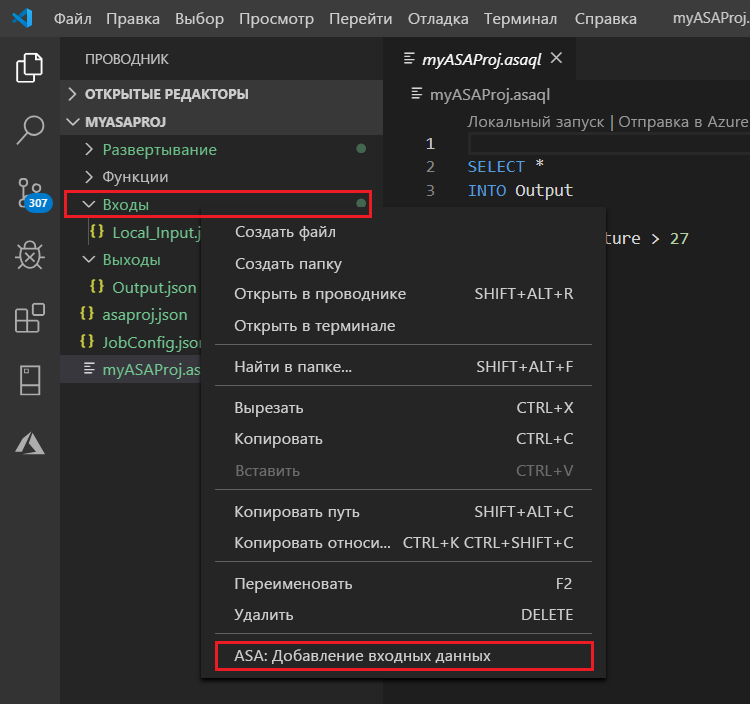 Файл Правка Выбор Просмотр Перейти Отладка Терминал Справка myASAProj.
ПРОВОДНИК
ОТКРЫТЫЕ РЕДАКТОРЫ
MYASAPROJ
Развертывание
Функции
Входы
Local_Input.j
Выходы
Output.json
asaproj.json
JobConfig.json
myASAProj.as
307
myASAProj.asaql
myASAProj.asaql
Локальный запуск | Отправка в Azure
1
2 SELECT *
3 INTO Output
ture > 27
Создать файл
Создать папку
Открыть в проводнике SHIFT+ALT+R
Открыть в терминале
Найти в папке... SHIFT+ALT+F
Вырезать CTRL+X
Копировать CTRL+C
Вставить CTRL+V
Копировать путь SHIFT+ALT+C
Копировать относи... CTRL+K CTRL+SHIFT+C
Переименовать F2
Удалить DELETE
ASA: Добавление входных данных